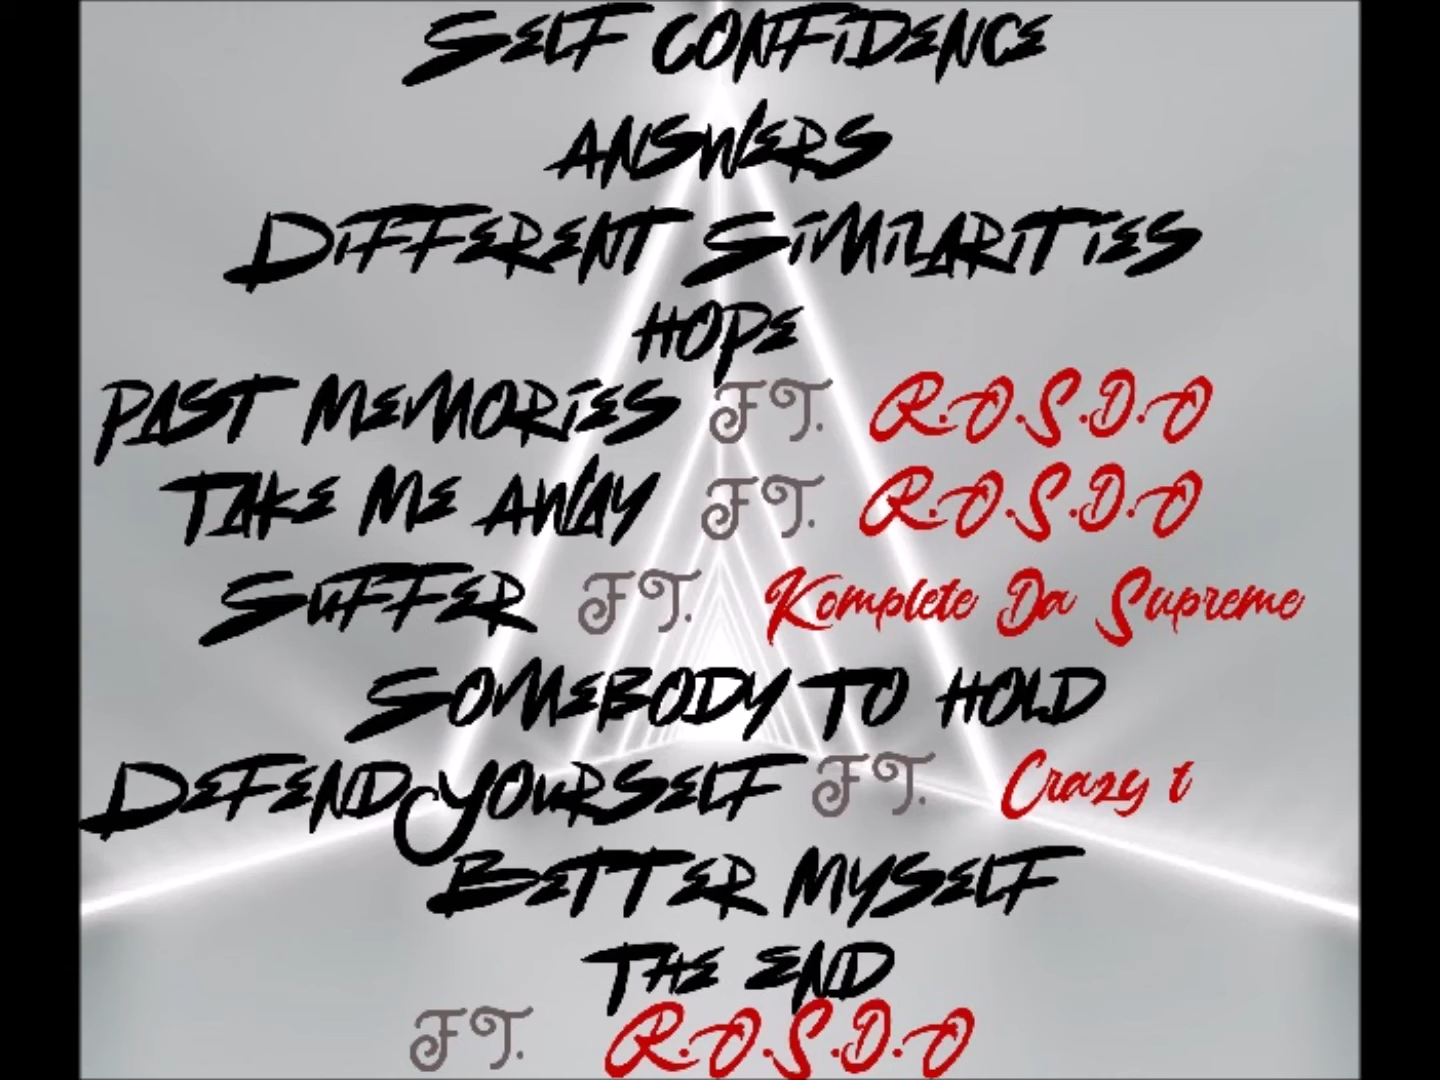 SELF CONFiDENCE
ANSWERS
DiFFERENT SiMiLARiTiES
HOPE
PAST MEMORiES FT. R.O.S.D.O
TAKE ME AWAY FT. R.O.S.D.O
SuFFER FT. Komplete Da Supreme
SOMEBODY TO HOLD
DEFEND YOuRSELF FT. Crazy t
BETTER MYSELF
THE END
FT. R.O.S.D.O